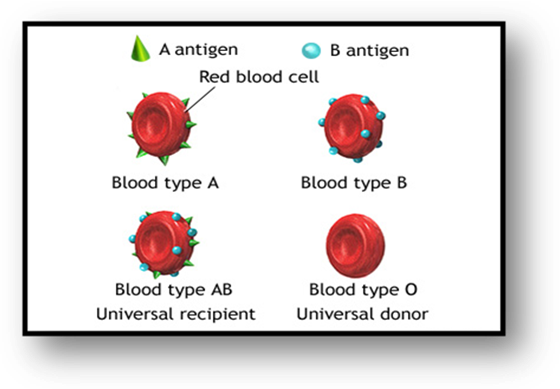 A antigen
B antigen
Red blood cell
Blood type A
Blood type B
Blood type AB
Universal recipient
Blood type O
Universal donor